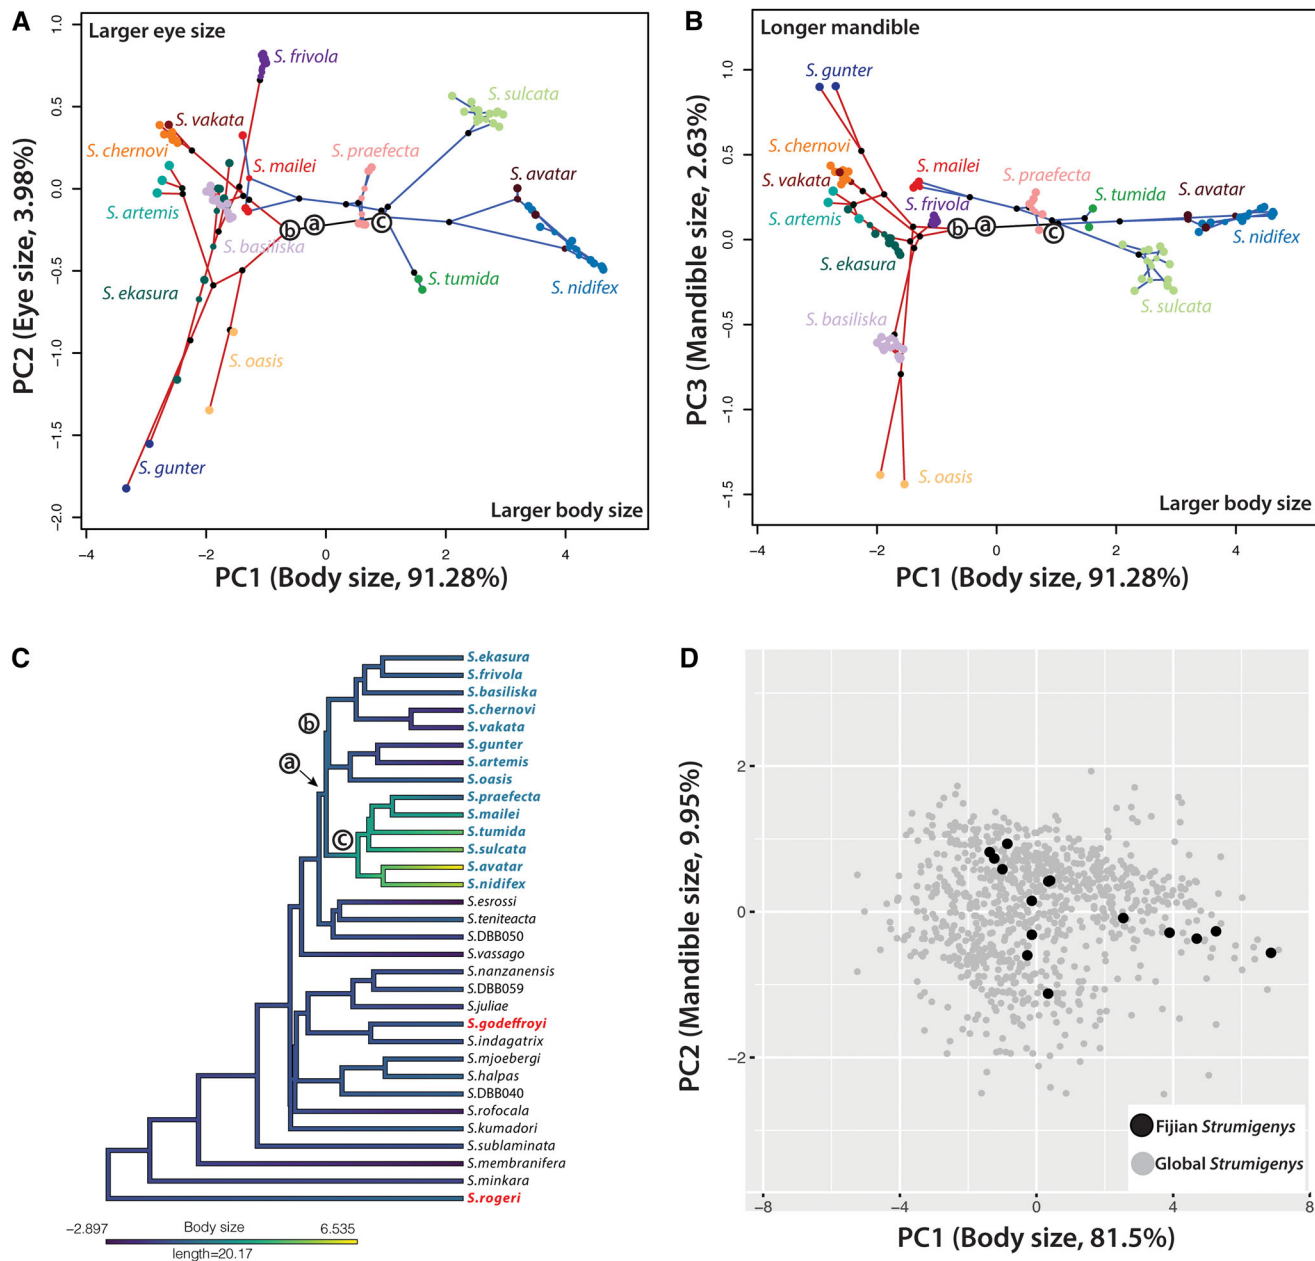 A
Larger eye size
S. frivola
S. sulcata
S. vakata
S. chernovi
S. mailei
S. praefecta
S. avatar
S. artemis
b
a
c
S. basiliska
S. ekasura
S. tumida
S. nidifex
S. oasis
S. gunter
Larger body size
1.0
0.5
0.0
−0.5
−1.0
−1.5
−2.0
PC2 (Eye size, 3.98%)
−4
−2
0
2
4
PC1 (Body size, 91.28%)
B
Longer mandible
S. gunter
S. chernovi
S. vakata
S. mailei
S. praefecta
S. tumida
S. avatar
S. artemis
S. frivola
b
a
c
S. nidifex
S. ekasura
S. sulcata
S. basiliska
S. oasis
Larger body size
1.0
0.5
0.0
−0.5
−1.0
−1.5
PC3 (Mandible size, 2.63%)
−4
−2
0
2
4
PC1 (Body size, 91.28%)
C
S.ekasura
S.frivola
S.basiliska
S.chernovi
S.vakata
S.gunter
S.artemis
S.oasis
S.praefecta
S.mailei
S.tumida
S.sulcata
S.avatar
S.nidifex
S.esrossi
S.teniteacta
S.DBB050
S.vassago
S.nanzanensis
S.DBB059
S.juliae
S.godeffroyi
S.indagatrix
S.mjoebergi
S.halpas
S.DBB040
S.rofocala
S.kumadori
S.sublaminata
S.membranifera
S.minkara
S.rogeri
b
a
c
−2.897
Body size
6.535
length=20.17
D
2
0
−2
PC2 (Mandible size, 9.95%)
Fijian Strumigenys
Global Strumigenys
−8
−4
0
4
8
PC1 (Body size, 81.5%)